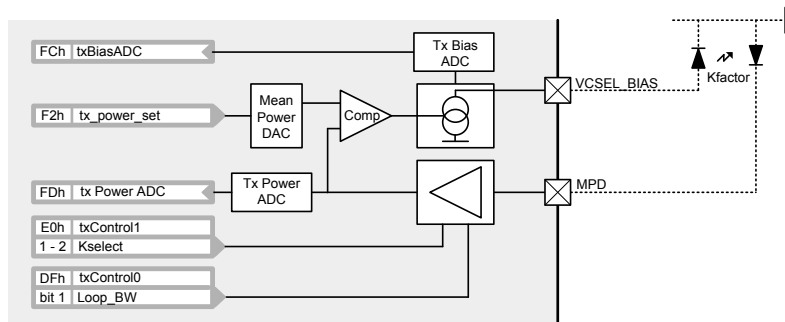 FCh txBiasADC
Tx Bias
ADC
VCSEL_BIAS
Kfactor
F2h tx_power_set
Mean
Power
DAC
Comp
FDh tx Power ADC
Tx Power
ADC
MPD
E0h txControl1
1 - 2 Kselect
DFh txControl0
bit 1 Loop_BW